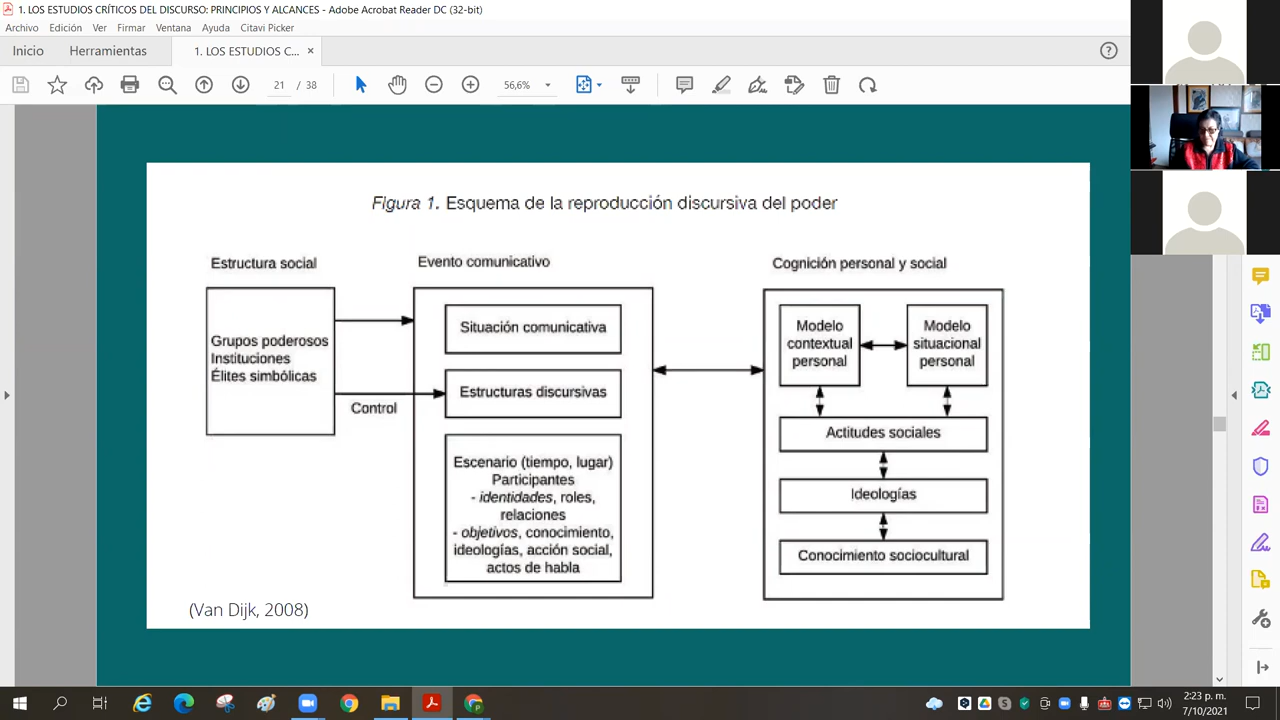 1. LOS ESTUDIOS CRÍTICOS DEL DISCURSO: PRINCIPIOS Y ALCANCES - Adobe Acrobat Reader DC (32-bit)
Archivo Edición Ver Firmar Ventana Ayuda Citavi Picker
Inicio Herramientas 1. LOS ESTUDIOS C... ×
21 / 38 56,6%
Figura 1. Esquema de la reproducción discursiva del poder
Estructura social
Grupos poderosos
Instituciones
Élites simbólicas
Control
Evento comunicativo
Situación comunicativa
Estructuras discursivas
Escenario (tiempo, lugar)
Participantes
- identidades, roles,
relaciones
- objetivos, conocimiento,
ideologías, acción social,
actos de habla
Cognición personal y social
Modelo
contextual
personal
Modelo
situacional
personal
Actitudes sociales
Ideologías
Conocimiento sociocultural
(Van Dijk, 2008)
2:23 p. m.
7/10/2021